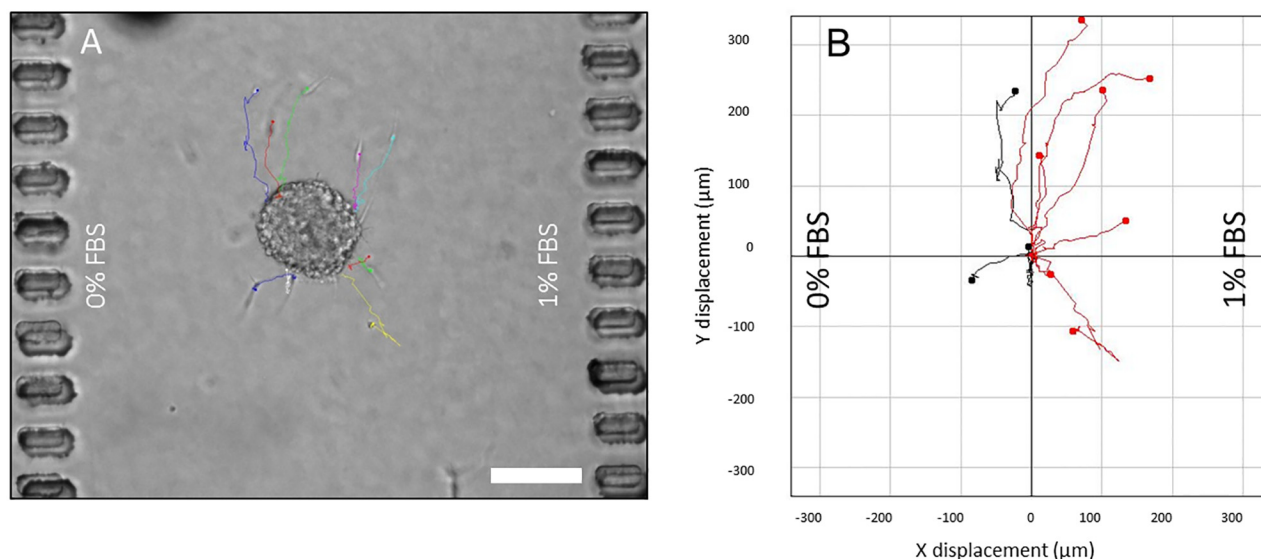 A
0% FBS
1% FBS
B
Y displacement (µm)
300
200
100
0
-100
-200
-300
0% FBS
1% FBS
-300
-200
-100
0
100
200
300
X displacement (µm)